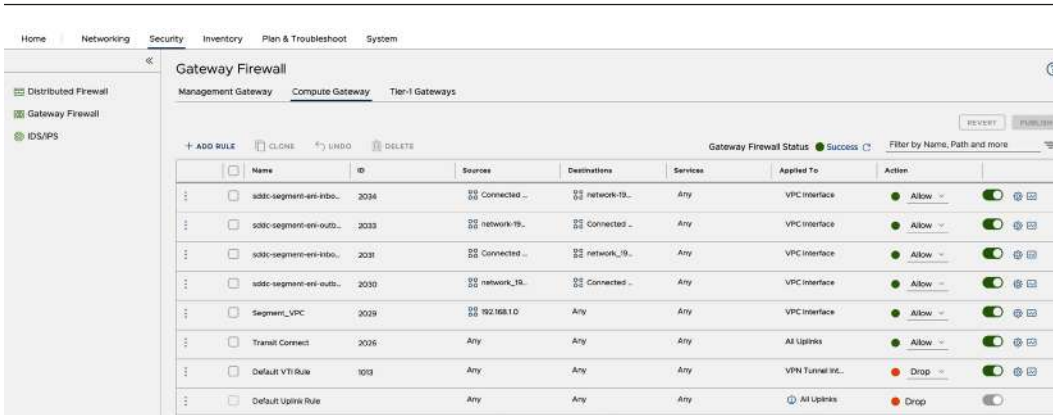 Home Networking Security Inventory Plan & Troubleshoot System
«
Gateway Firewall
Distributed Firewall
Gateway Firewall
IDS/IPS
Management Gateway Compute Gateway Tier-1 Gateways
REVERT PUBLISH
+ ADD RULE CLONE UNDO DELETE Gateway Firewall Status Success Filter by Name, Path and more
Name ID Sources Destinations Services Applied To Action
sddc-segment-eni-inbo... 2034 Connected ... network-19... Any VPC Interface Allow
sddc-segment-eni-outb... 2033 network-19... Connected ... Any VPC Interface Allow
sddc-segment-eni-inbo... 2031 Connected ... network_19... Any VPC Interface Allow
sddc-segment-eni-outb... 2030 network_19... Connected ... Any VPC Interface Allow
Segment_VPC 2029 192.168.1.0 Any Any VPC Interface Allow
Transit Connect 2026 Any Any Any All Uplinks Allow
Default VTI Rule 1013 Any Any Any VPN Tunnel Int... Drop
Default Uplink Rule Any Any Any All Uplinks Drop